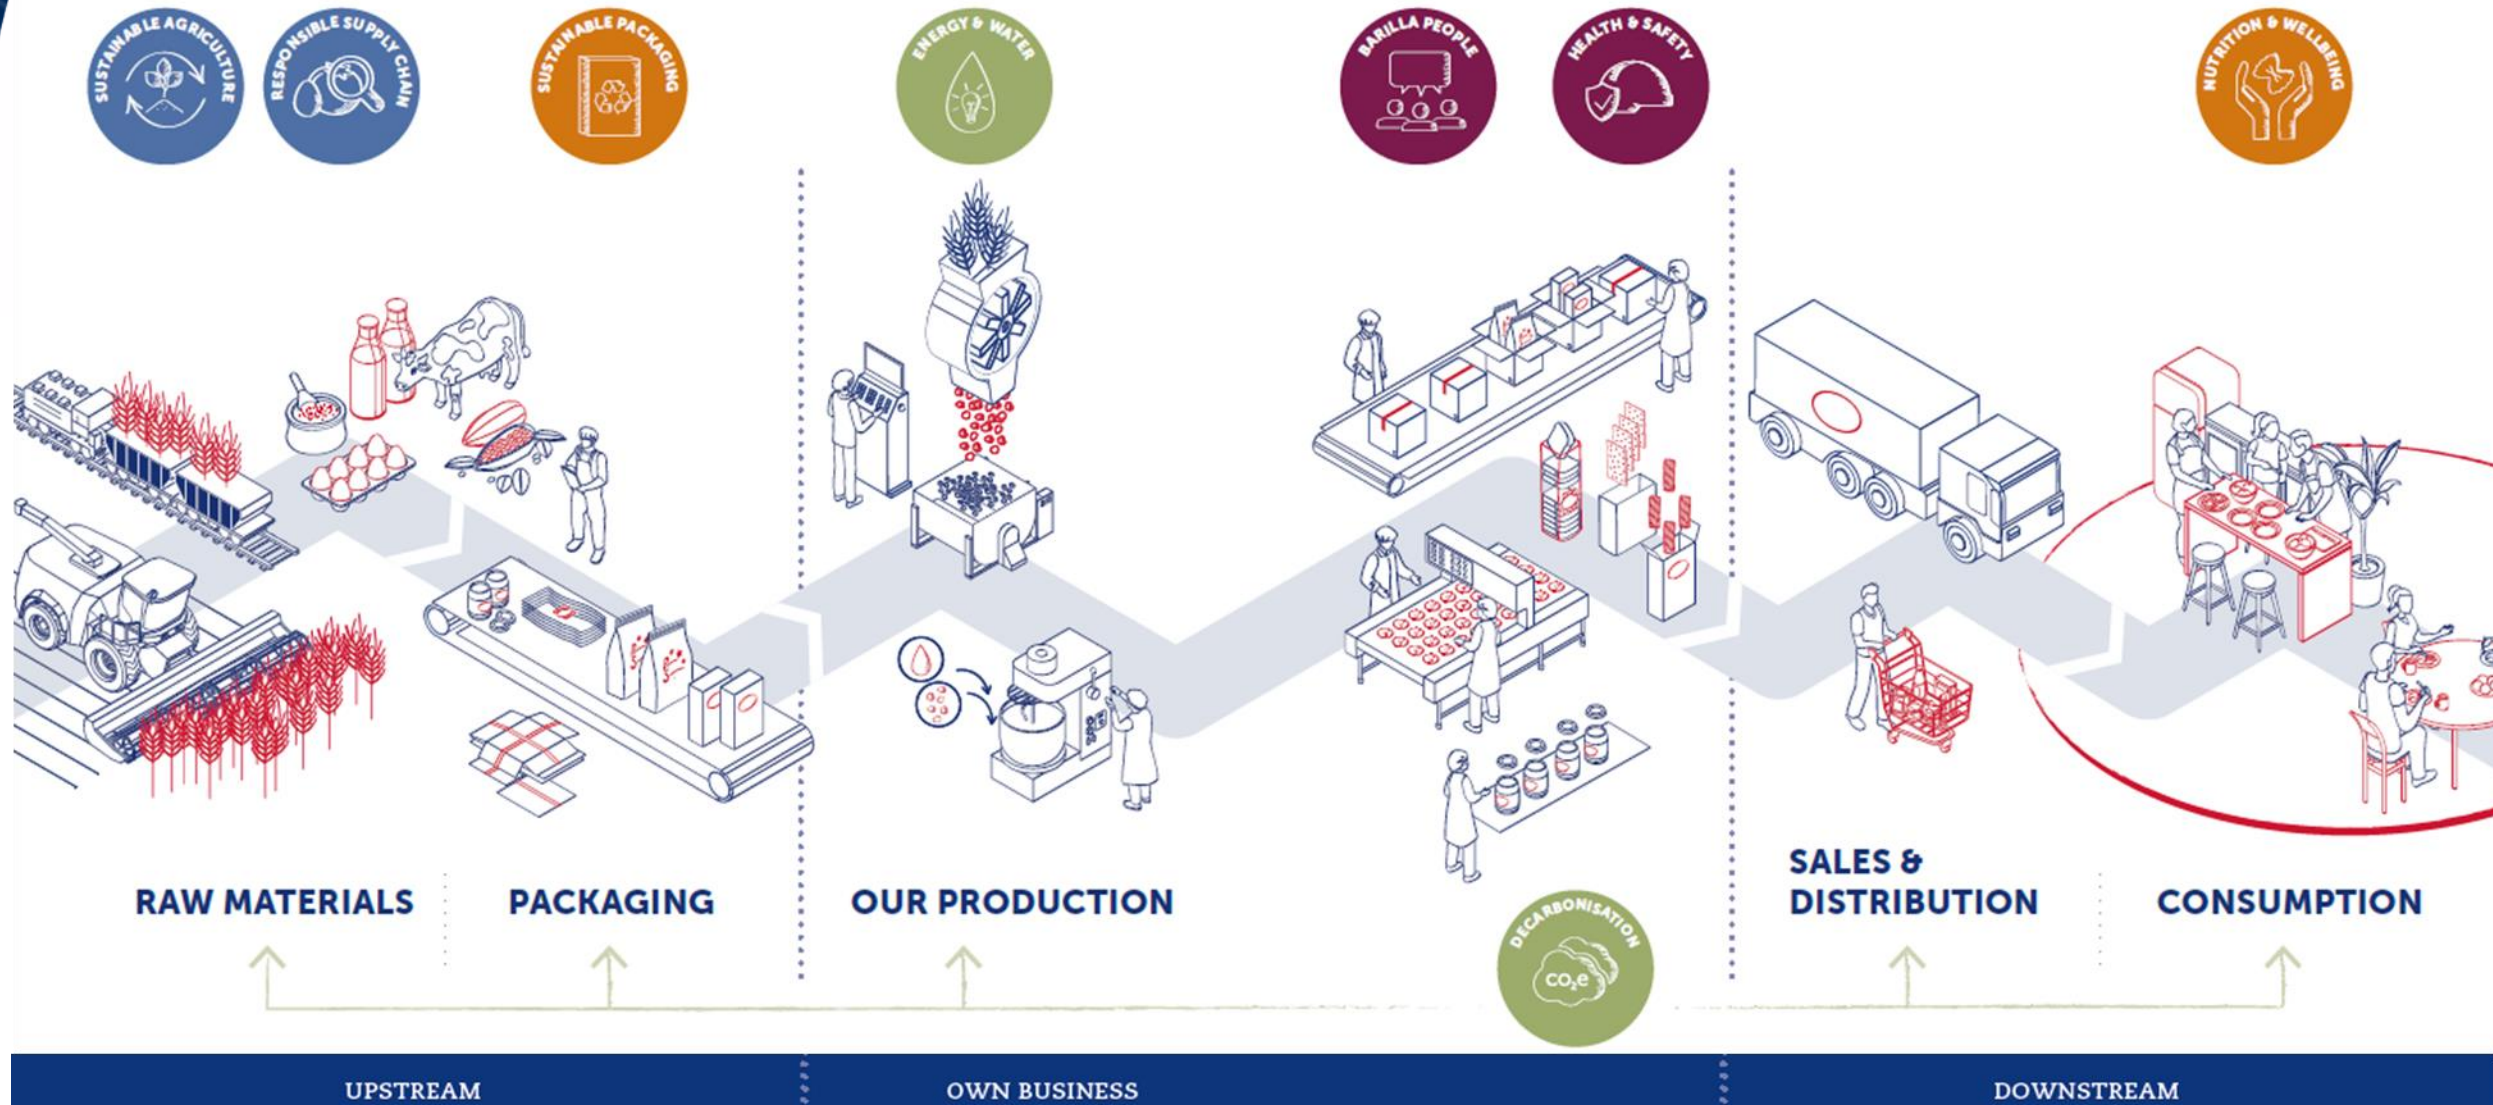 SUSTAINABLE AGRICULTURE
RESPONSIBLE SUPPLY CHAIN
SUSTAINABLE PACKAGING
ENERGY & WATER
BARILLA PEOPLE
HEALTH & SAFETY
NUTRITION & WELLBEING
RAW MATERIALS
PACKAGING
OUR PRODUCTION
SALES &
DISTRIBUTION
CONSUMPTION
DECARBONISATION
CO₂e
UPSTREAM
OWN BUSINESS
DOWNSTREAM